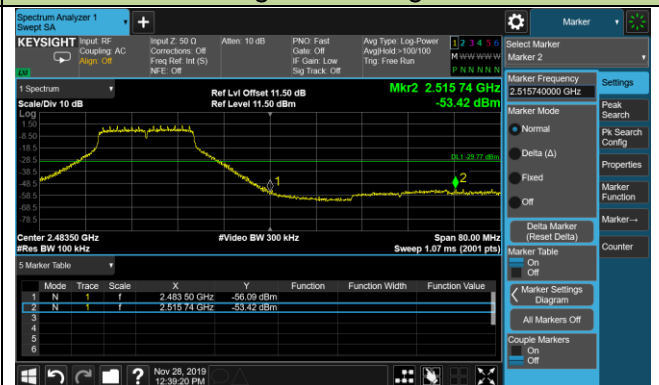 Spectrum Analyzer 1
Swept SA
KEYSIGHT
Input: RF
Coupling: AC
Align: Off
Input Z: 50 Ω
Corrections: Off
Freq Ref: Int (S)
NFE: Off
Atten: 10 dB
PNO: Fast
Gate: Off
IF Gain: Low
Sig Track: Off
Avg Type: Log-Power
Avg|Hold:>100/100
Trig: Free Run
1 2 3 4 5 6
M W W W W W
P N N N N N
1 Spectrum
Scale/Div 10 dB
Ref Lvl Offset 11.50 dB
Ref Level 11.50 dBm
Mkr2 2.515 74 GHz
-53.42 dBm
Log
1.50
-8.50
-18.5
-28.5
-38.5
-48.5
-58.5
-68.5
-78.5
DL1 -29.77 dBm
1
2
Center 2.48350 GHz
#Video BW 300 kHz
Span 80.00 MHz
#Res BW 100 kHz
Sweep 1.07 ms (2001 pts)
5 Marker Table
Mode Trace Scale X Y Function Function Width Function Value
1 N 1 f 2.483 50 GHz -56.09 dBm
2 N 1 f 2.515 74 GHz -53.42 dBm
3
4
5
6
Nov 28, 2019
12:39:20 PM
Marker
Select Marker
Marker 2
Marker Frequency
2.515740000 GHz
Marker Mode
Normal
Delta (Δ)
Fixed
Off
Delta Marker
(Reset Delta)
Marker Table
On
Off
Marker Settings
Diagram
All Markers Off
Couple Markers
On
Off
Settings
Peak
Search
Pk Search
Config
Properties
Marker
Function
Marker→
Counter